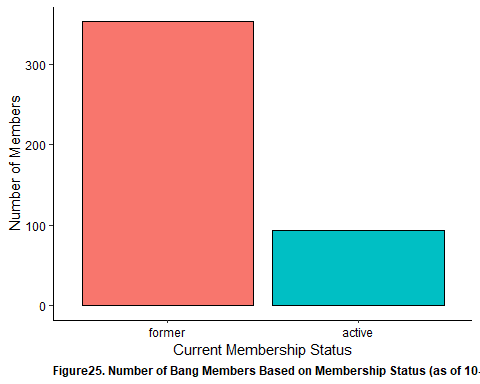 Number of Members
300
200
100
0
former active
Current Membership Status
Figure25. Number of Bang Members Based on Membership Status (as of 10-